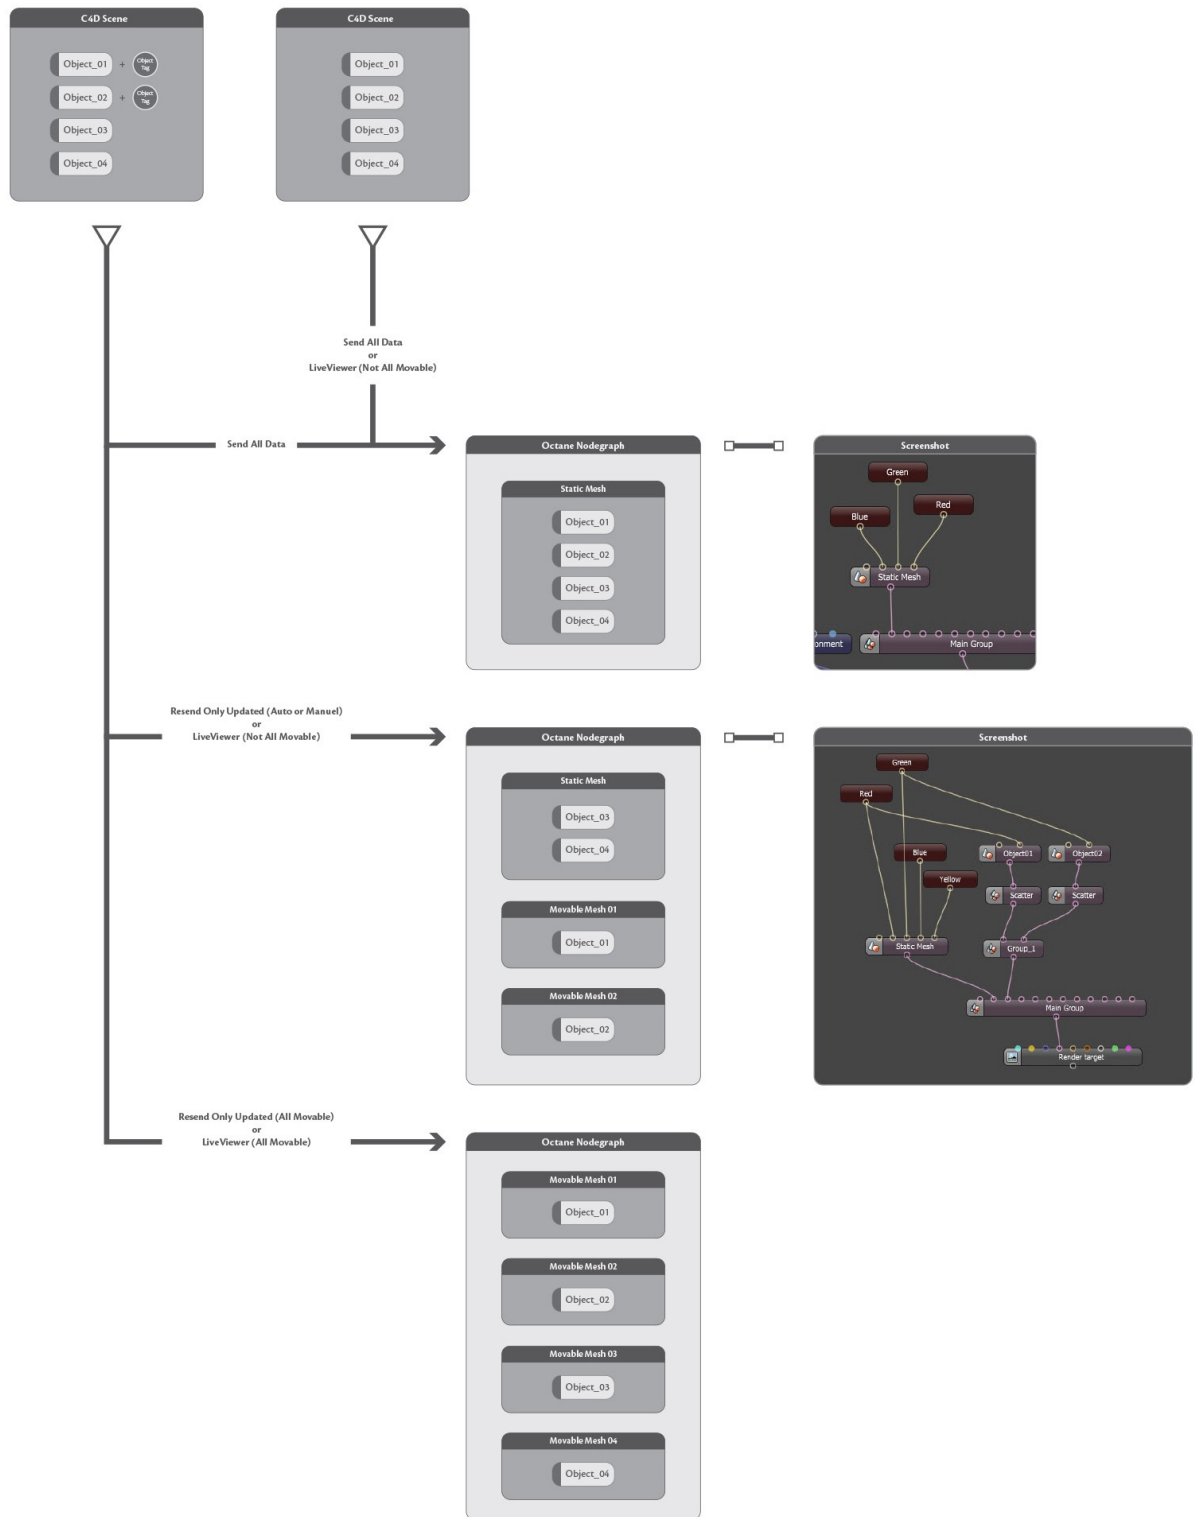 C4D Scene
Object_01 + Object Tag
Object_02 + Object Tag
Object_03
Object_04
C4D Scene
Object_01
Object_02
Object_03
Object_04
Send All Data
or
LiveViewer (Not All Movable)
Send All Data
Octane Nodegraph
Static Mesh
Object_01
Object_02
Object_03
Object_04
Screenshot
Green
Red
Blue
Static Mesh
onment
Main Group
Resend Only Updated (Auto or Manuel)
or
LiveViewer (Not All Movable)
Octane Nodegraph
Static Mesh
Object_03
Object_04
Movable Mesh 01
Object_01
Movable Mesh 02
Object_02
Screenshot
Green
Red
Blue
Object01
Object02
Yellow
Scatter
Scatter
Static Mesh
Group_1
Main Group
Render target
Resend Only Updated (All Movable)
or
LiveViewer (All Movable)
Octane Nodegraph
Movable Mesh 01
Object_01
Movable Mesh 02
Object_02
Movable Mesh 03
Object_03
Movable Mesh 04
Object_04